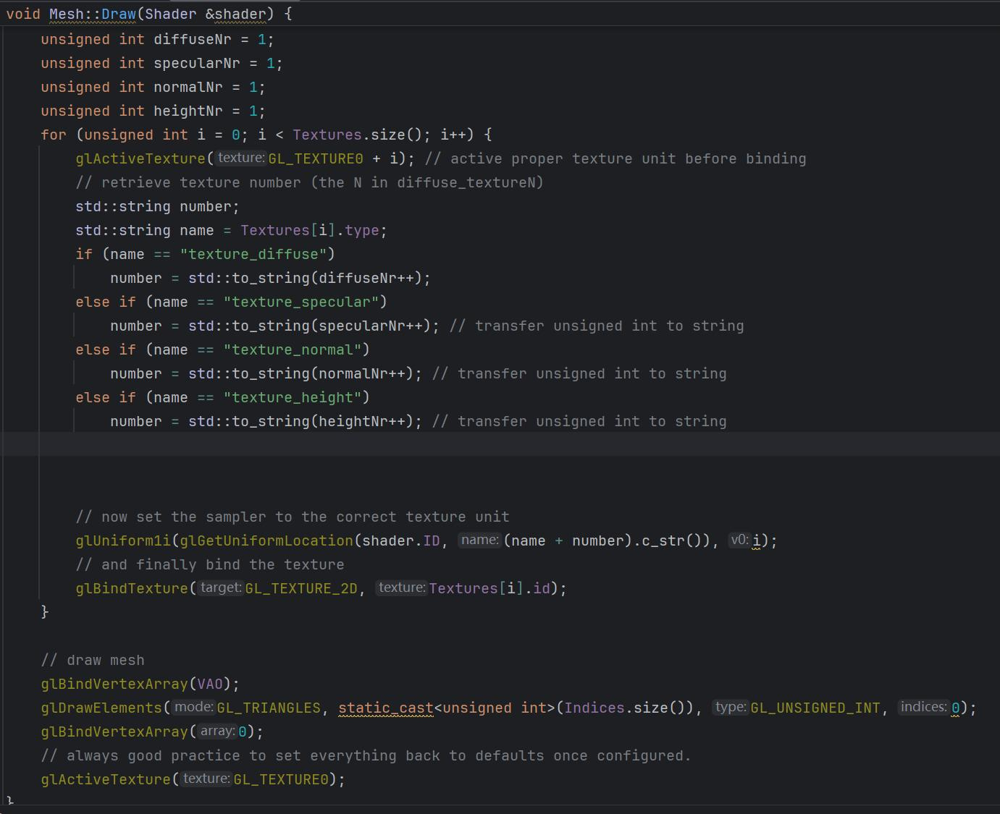 void Mesh::Draw(Shader &shader) {
unsigned int diffuseNr = 1;
unsigned int specularNr = 1;
unsigned int normalNr = 1;
unsigned int heightNr = 1;
for (unsigned int i = 0; i < Textures.size(); i++) {
glActiveTexture( texture: GL_TEXTURE0 + i); // active proper texture unit before binding
// retrieve texture number (the N in diffuse_textureN)
std::string number;
std::string name = Textures[i].type;
if (name == "texture_diffuse")
number = std::to_string(diffuseNr++);
else if (name == "texture_specular")
number = std::to_string(specularNr++); // transfer unsigned int to string
else if (name == "texture_normal")
number = std::to_string(normalNr++); // transfer unsigned int to string
else if (name == "texture_height")
number = std::to_string(heightNr++); // transfer unsigned int to string
// now set the sampler to the correct texture unit
glUniform1i(glGetUniformLocation(shader.ID, name: (name + number).c_str()), v0: i);
// and finally bind the texture
glBindTexture( target: GL_TEXTURE_2D, texture: Textures[i].id);
}
// draw mesh
glBindVertexArray(VAO);
glDrawElements( mode: GL_TRIANGLES, static_cast<unsigned int>(Indices.size()), type: GL_UNSIGNED_INT, indices: 0);
glBindVertexArray( array: 0);
// always good practice to set everything back to defaults once configured.
glActiveTexture( texture: GL_TEXTURE0);
}